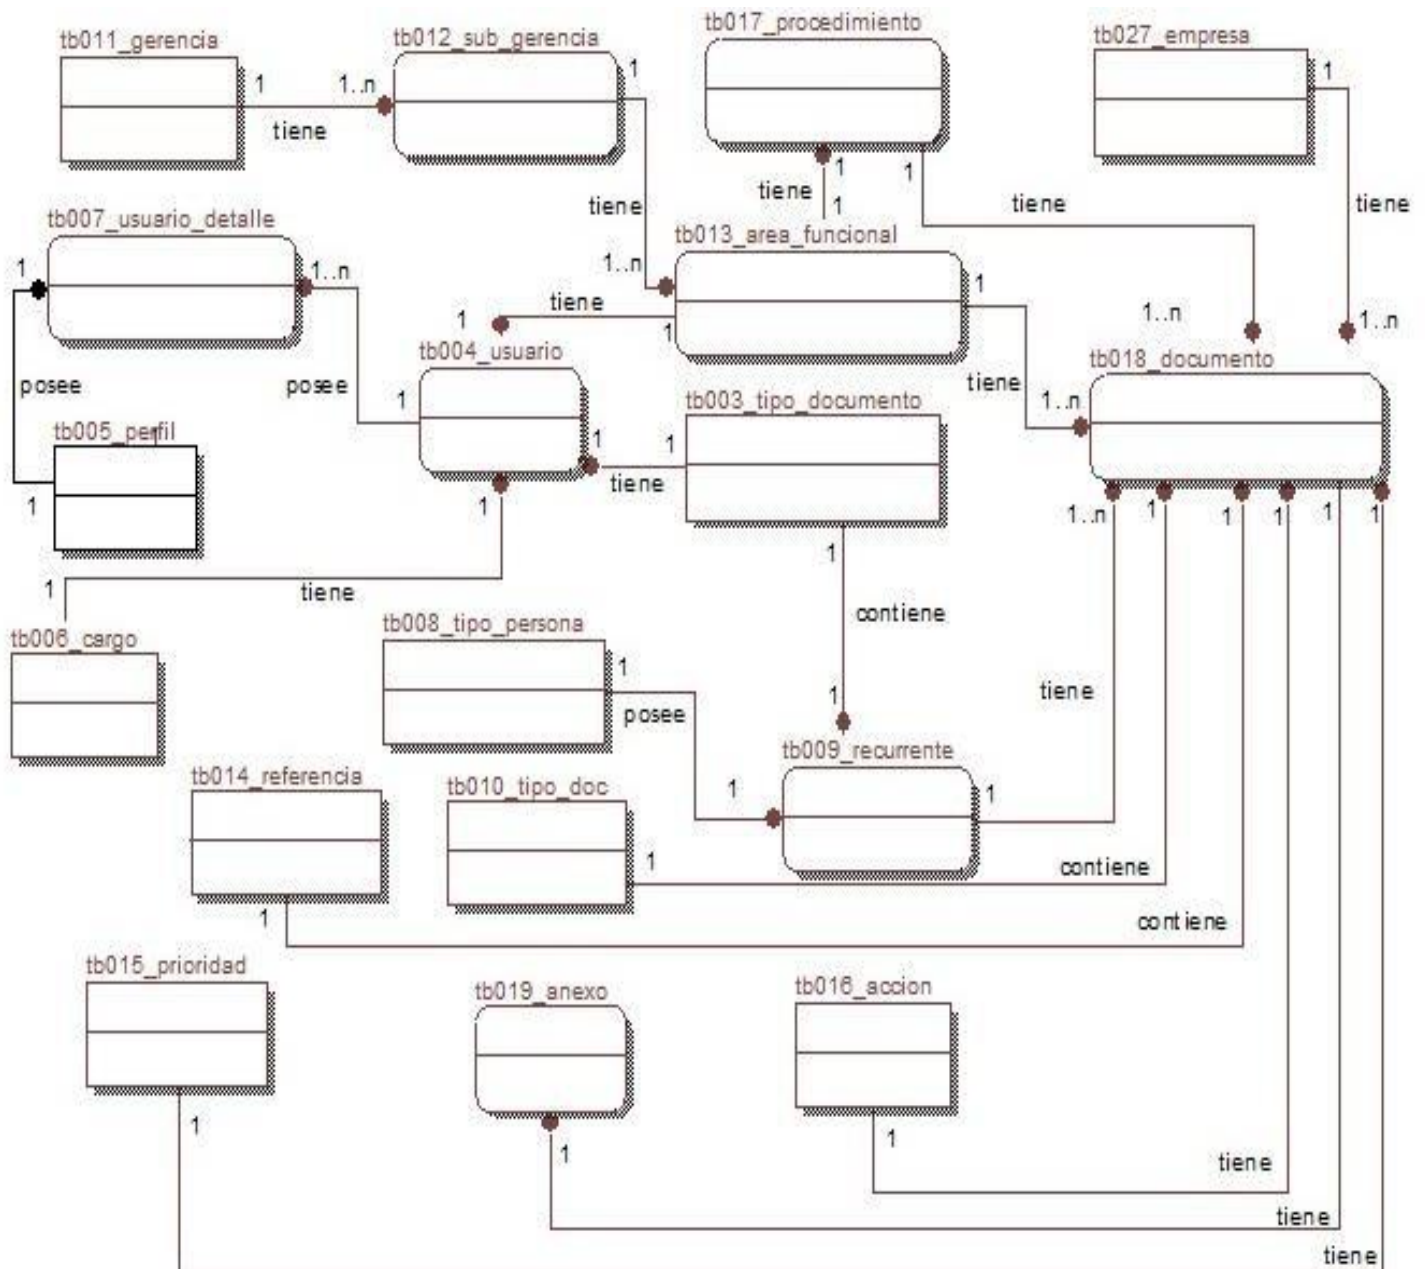 tb011_gerencia
1
1..n
tiene
tb012_sub_gerencia
1
tiene
1..n
tb017_procedimiento
1
tiene
1
1
tiene
1..n
tb027_empresa
1
tiene
1..n
tb007_usuario_detalle
1
1..n
posee
posee
1
tb005_perfil
1
tb013_area_funcional
1
tiene
1
1
tiene
1..n
tb004_usuario
1
tiene
1
1
tb003_tipo_documento
tb018_documento
1..n
1
1
1
1
1
1
tiene
tb006_cargo
1
contiene
1
tb008_tipo_persona
1
posee
1
tb009_recurrente
1
tiene
tb014_referencia
1
tb010_tipo_doc
1
contiene
contiene
tb015_prioridad
1
tb019_anexo
1
tb016_accion
1
tiene
tiene
tiene